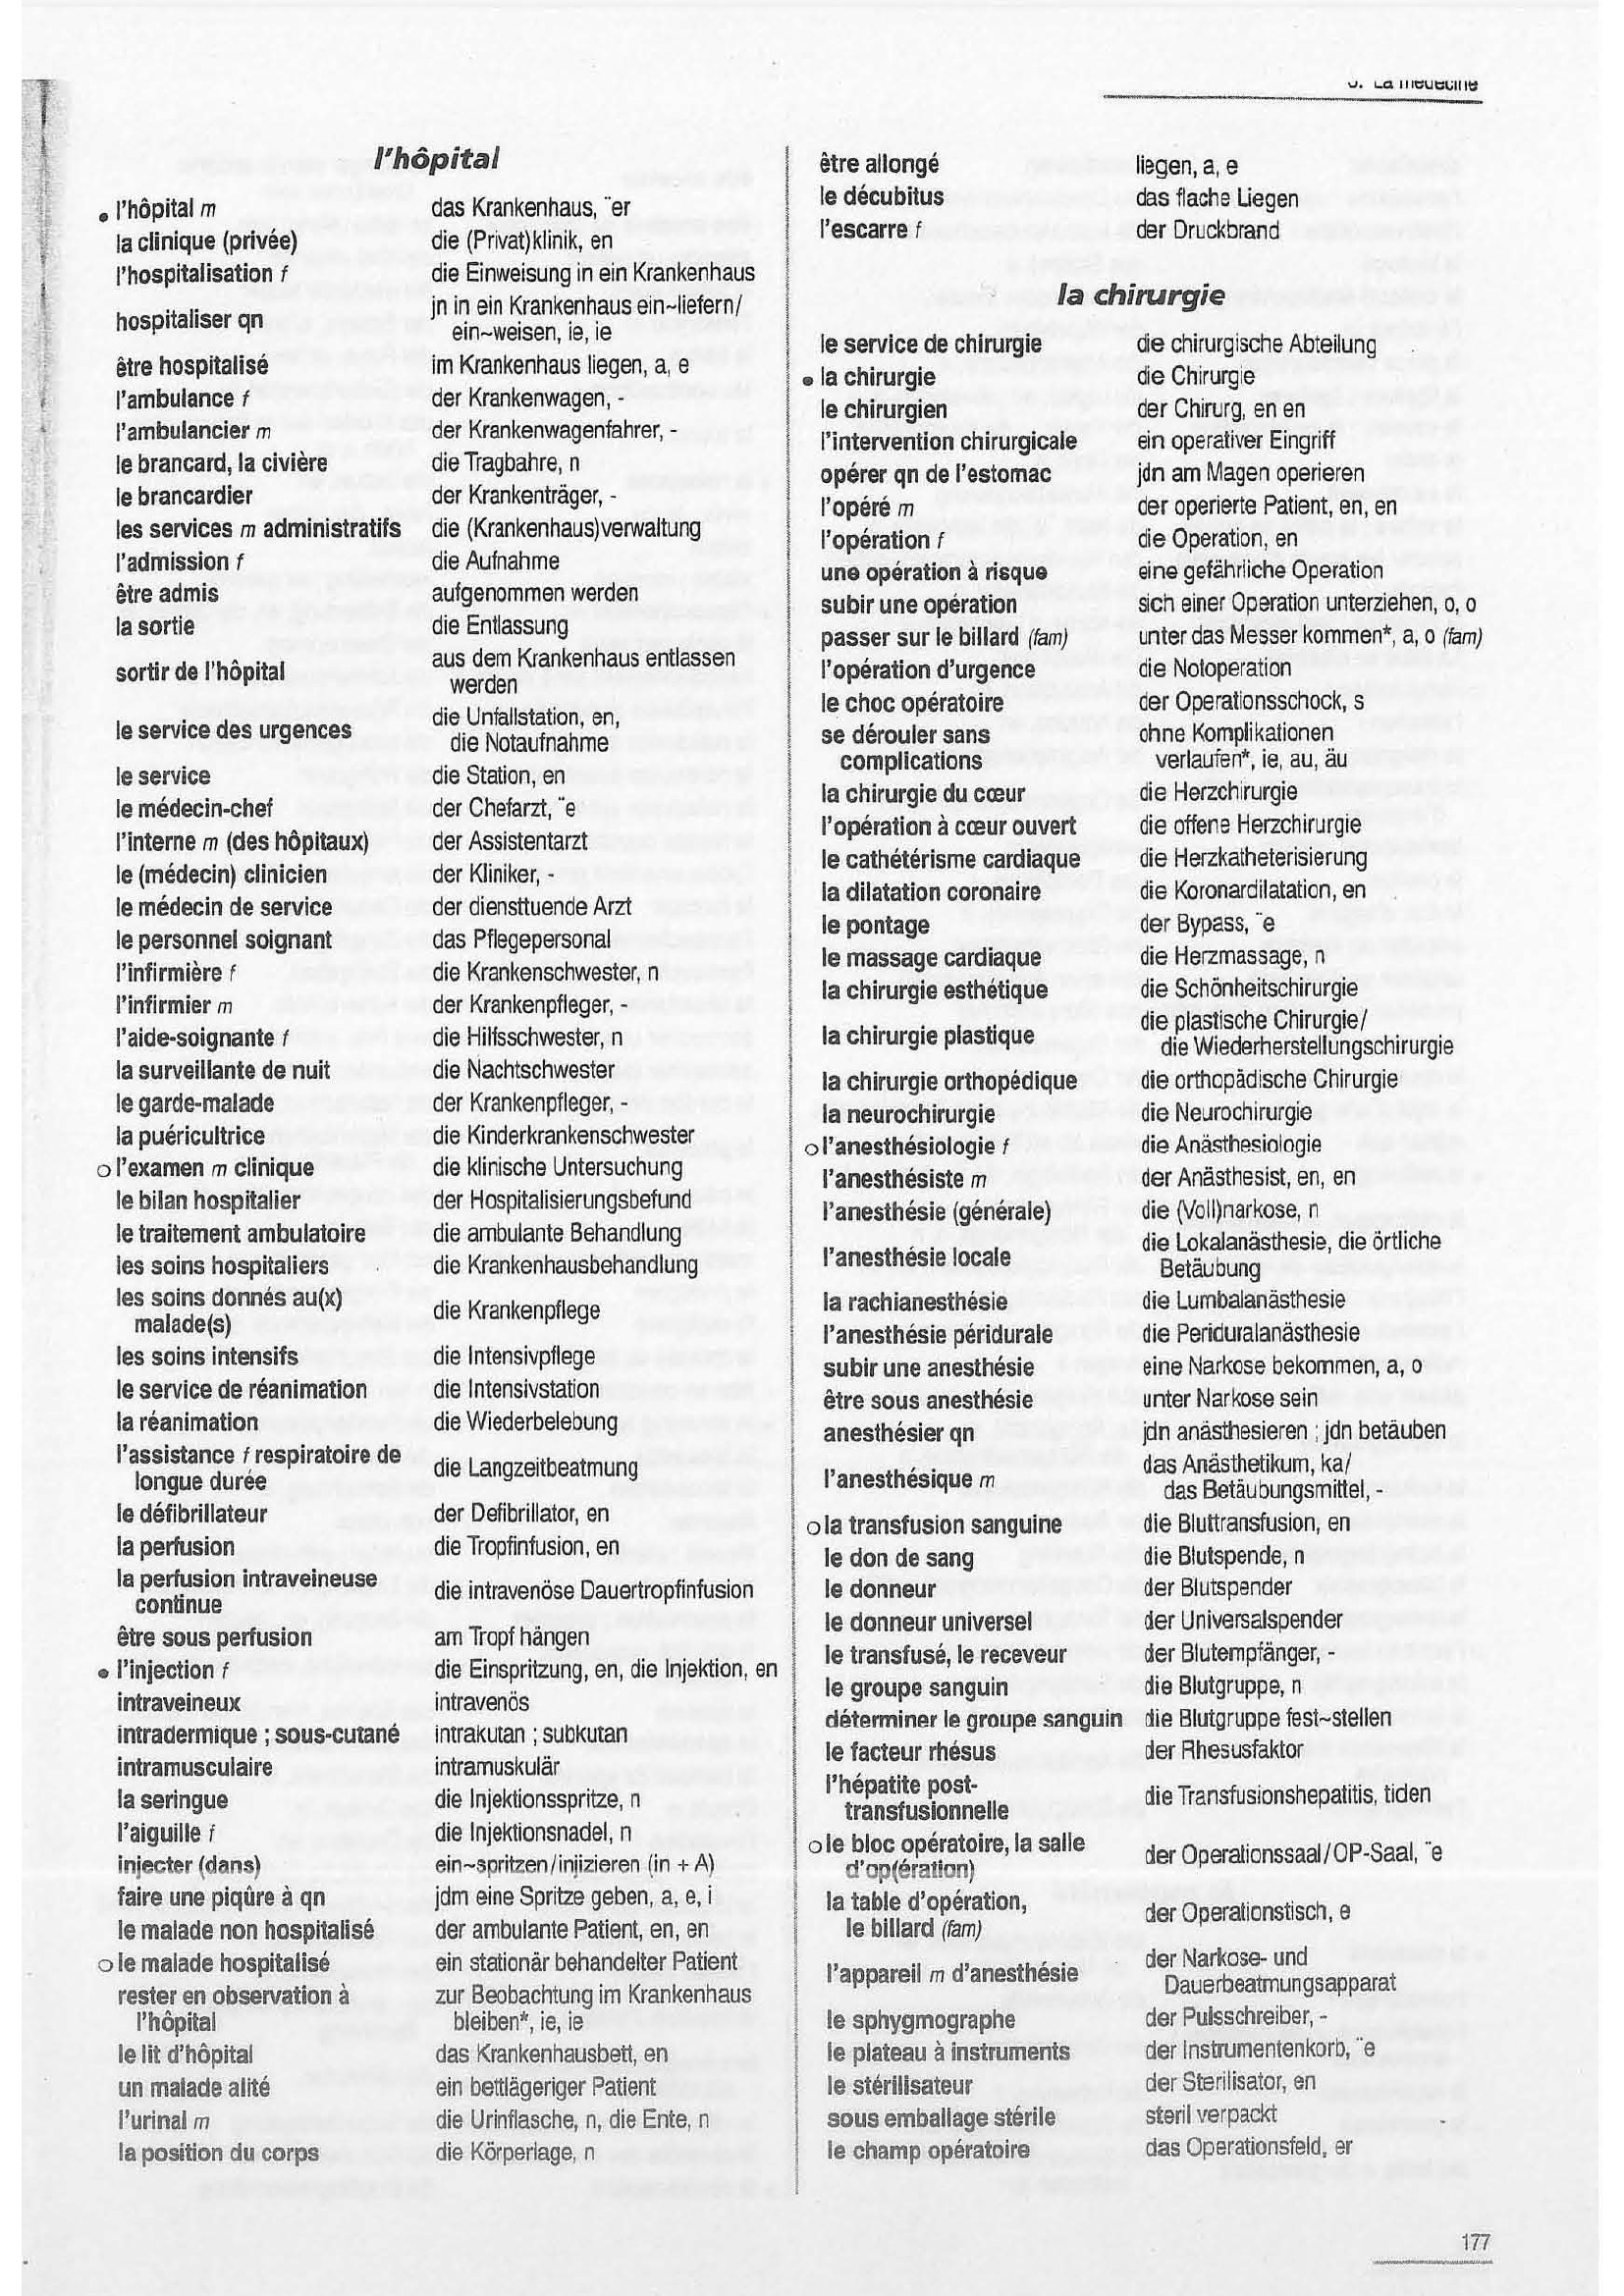 5. La médecine
l'hôpital
● l'hôpital m das Krankenhaus, ¨er
la clinique (privée) die (Privat)klinik, en
l'hospitalisation f die Einweisung in ein Krankenhaus
hospitaliser qn jn in ein Krankenhaus ein~liefern/
ein~weisen, ie, ie
être hospitalisé im Krankenhaus liegen, a, e
l'ambulance f der Krankenwagen, -
l'ambulancier m der Krankenwagenfahrer, -
le brancard, la civière die Tragbahre, n
le brancardier der Krankenträger, -
les services m administratifs die (Krankenhaus)verwaltung
l'admission f die Aufnahme
être admis aufgenommen werden
la sortie die Entlassung
sortir de l'hôpital aus dem Krankenhaus entlassen
werden
le service des urgences die Unfallstation, en,
die Notaufnahme
le service die Station, en
le médecin-chef der Chefarzt, ¨e
l'interne m (des hôpitaux) der Assistentarzt
le (médecin) clinicien der Kliniker, -
le médecin de service der diensttuende Arzt
le personnel soignant das Pflegepersonal
l'infirmière f die Krankenschwester, n
l'infirmier m der Krankenpfleger, -
l'aide-soignante f die Hilfsschwester, n
la surveillante de nuit die Nachtschwester
le garde-malade der Krankenpfleger, -
la puéricultrice die Kinderkrankenschwester
○ l'examen m clinique die klinische Untersuchung
le bilan hospitalier der Hospitalisierungsbefund
le traitement ambulatoire die ambulante Behandlung
les soins hospitaliers die Krankenhausbehandlung
les soins donnés au(x)
malade(s) die Krankenpflege
les soins intensifs die Intensivpflege
le service de réanimation die Intensivstation
la réanimation die Wiederbelebung
l'assistance f respiratoire de
longue durée die Langzeitbeatmung
le défibrillateur der Defibrillator, en
la perfusion die Tropfinfusion, en
la perfusion intraveineuse
continue die intravenöse Dauertropfinfusion
être sous perfusion am Tropf hängen
● l'injection f die Einspritzung, en, die Injektion, en
intraveineux intravenös
intradermique ; sous-cutané intrakutan ; subkutan
intramusculaire intramuskulär
la seringue die Injektionsspritze, n
l'aiguille f die Injektionsnadel, n
injecter (dans) ein~spritzen/injizieren (in + A)
faire une piqûre à qn jdm eine Spritze geben, a, e, i
le malade non hospitalisé der ambulante Patient, en, en
○ le malade hospitalisé ein stationär behandelter Patient
rester en observation à zur Beobachtung im Krankenhaus
l'hôpital bleiben*, ie, ie
le lit d'hôpital das Krankenhausbett, en
un malade alité ein bettlägeriger Patient
l'urinal m die Urinflasche, n, die Ente, n
la position du corps die Körperlage, n
être allongé liegen, a, e
le décubitus das flache Liegen
l'escarre f der Druckbrand
la chirurgie
le service de chirurgie die chirurgische Abteilung
● la chirurgie die Chirurgie
le chirurgien der Chirurg, en en
l'intervention chirurgicale ein operativer Eingriff
opérer qn de l'estomac jdn am Magen operieren
l'opéré m der operierte Patient, en, en
l'opération f die Operation, en
une opération à risque eine gefährliche Operation
subir une opération sich einer Operation unterziehen, o, o
passer sur le billard (fam) unter das Messer kommen*, a, o (fam)
l'opération d'urgence die Notoperation
le choc opératoire der Operationsschock, s
se dérouler sans ohne Komplikationen
complications verlaufen*, ie, au, äu
la chirurgie du cœur die Herzchirurgie
l'opération à cœur ouvert die offene Herzchirurgie
le cathétérisme cardiaque die Herzkatheterisierung
la dilatation coronaire die Koronardilatation, en
le pontage der Bypass, ¨e
le massage cardiaque die Herzmassage, n
la chirurgie esthétique die Schönheitschirurgie
la chirurgie plastique die plastische Chirurgie/
die Wiederherstellungschirurgie
la chirurgie orthopédique die orthopädische Chirurgie
la neurochirurgie die Neurochirurgie
○ l'anesthésiologie f die Anästhesiologie
l'anesthésiste m der Anästhesist, en, en
l'anesthésie (générale) die (Voll)narkose, n
l'anesthésie locale die Lokalanästhesie, die örtliche
Betäubung
la rachianesthésie die Lumbalanästhesie
l'anesthésie péridurale die Periduralanästhesie
subir une anesthésie eine Narkose bekommen, a, o
être sous anesthésie unter Narkose sein
anesthésier qn jdn anästhesieren ; jdn betäuben
l'anesthésique m das Anästhetikum, ka/
das Betäubungsmittel, -
○ la transfusion sanguine die Bluttransfusion, en
le don de sang die Blutspende, n
le donneur der Blutspender
le donneur universel der Universalspender
le transfusé, le receveur der Blutempfänger, -
le groupe sanguin die Blutgruppe, n
déterminer le groupe sanguin die Blutgruppe fest~stellen
le facteur rhésus der Rhesusfaktor
l'hépatite post-
transfusionnelle die Transfusionshepatitis, tiden
○ le bloc opératoire, la salle
d'op(ération) der Operationssaal/OP-Saal, ¨e
la table d'opération,
le billard (fam) der Operationstisch, e
l'appareil m d'anesthésie der Narkose- und
Dauerbeatmungsapparat
le sphygmographe der Pulsschreiber, -
le plateau à instruments der Instrumentenkorb, ¨e
le stérilisateur der Sterilisator, en
sous emballage stérile steril verpackt
le champ opératoire das Operationsfeld, er
177